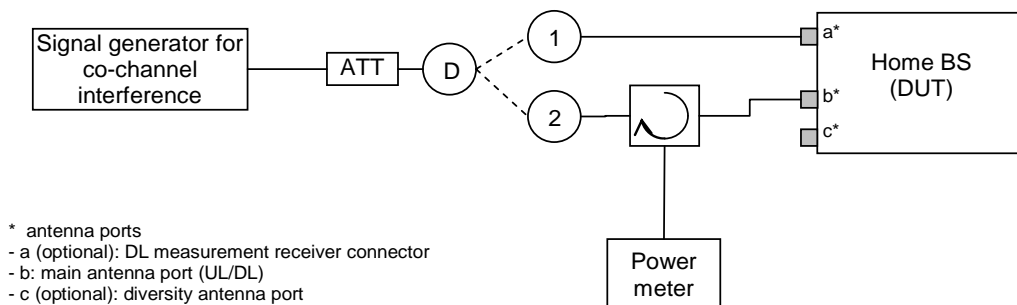 Signal generator for
co-channel
interference
ATT
D
1
2
a*
b*
c*
Home BS
(DUT)
Power
meter
* antenna ports
- a (optional): DL measurement receiver connector
- b: main antenna port (UL/DL)
- c (optional): diversity antenna port